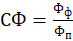 СФ = Фф / Фп